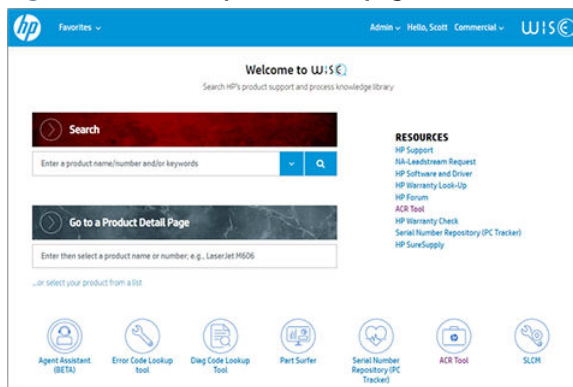 hp
Favorites
Admin Hello, Scott Commercial
WISE
Welcome to WISE
Search HP's product support and process knowledge library
Search
Enter a product name/number and/or keywords
Go to a Product Detail Page
Enter then select a product name or number, e.g., LaserJet M606
...or select your product from a list
RESOURCES
HP Support
NA-Leadstream Request
HP Software and Driver
HP Warranty Look-Up
HP Forum
ACR Tool
HP Warranty Check
Serial Number Repository (PC Tracker)
HP SureSupply
Agent Assistant
(BETA)
Error Code Lookup
tool
Diag Code Lookup
Tool
Part Surfer
Serial Number
Repository (PC
Tracker)
ACR Tool
SLCM